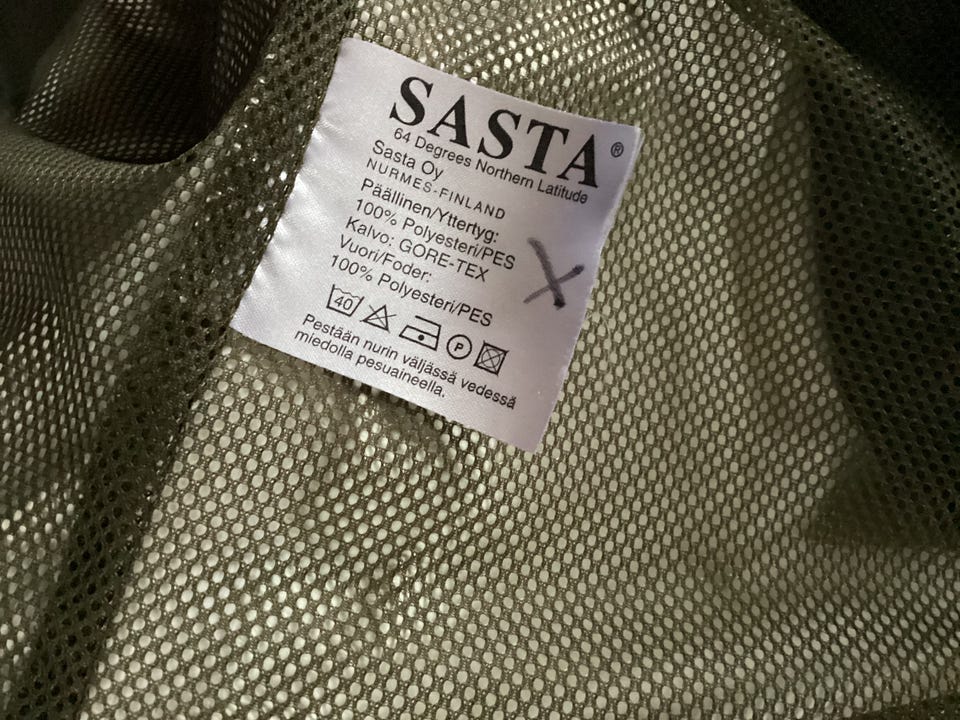 SASTA®
64 Degrees Northern Latitude
Sasta Oy
NURMES-FINLAND
Päällinen/Yttertyg:
100% Polyesteri/PES
Kalvo: GORE-TEX
Vuori/Foder:
100% Polyesteri/PES
X
40 P
Pestään nurin väljässä vedessä
miedolla pesuaineella.